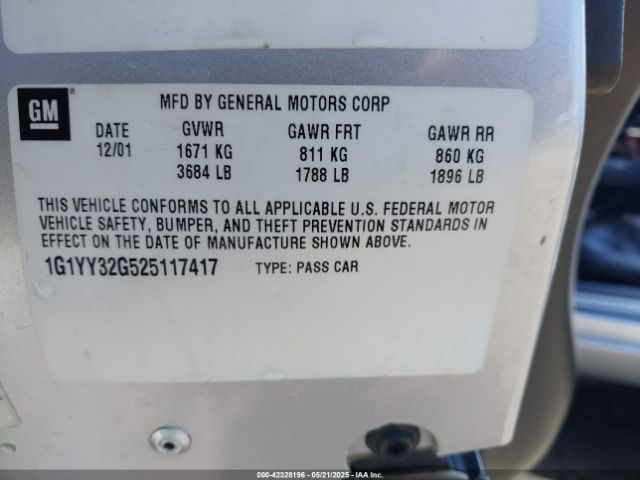 GM
MFD BY GENERAL MOTORS CORP
DATE GVWR GAWR FRT GAWR RR
12/01 1671 KG 811 KG 860 KG
3684 LB 1788 LB 1896 LB
THIS VEHICLE CONFORMS TO ALL APPLICABLE U.S. FEDERAL MOTOR
VEHICLE SAFETY, BUMPER, AND THEFT PREVENTION STANDARDS IN
EFFECT ON THE DATE OF MANUFACTURE SHOWN ABOVE.
1G1YY32G525117417 TYPE: PASS CAR
000-42328196 - 05/21/2025 - IAA Inc.